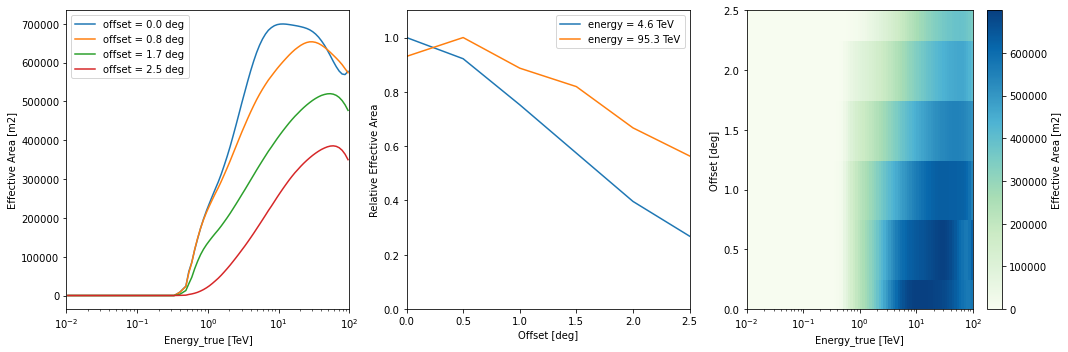 offset = 0.0 deg
offset = 0.8 deg
offset = 1.7 deg
offset = 2.5 deg
700000
600000
500000
400000
300000
200000
100000
0
Effective Area [m2]
10^-2 10^-1 10^0 10^1 10^2
Energy_true [TeV]
energy = 4.6 TeV
energy = 95.3 TeV
1.0
0.8
0.6
0.4
0.2
0.0
Relative Effective Area
0.0 0.5 1.0 1.5 2.0 2.5
Offset [deg]
2.5
2.0
1.5
1.0
0.5
0.0
Offset [deg]
10^-2 10^-1 10^0 10^1 10^2
Energy_true [TeV]
600000
500000
400000
300000
200000
100000
0
Effective Area [m2]